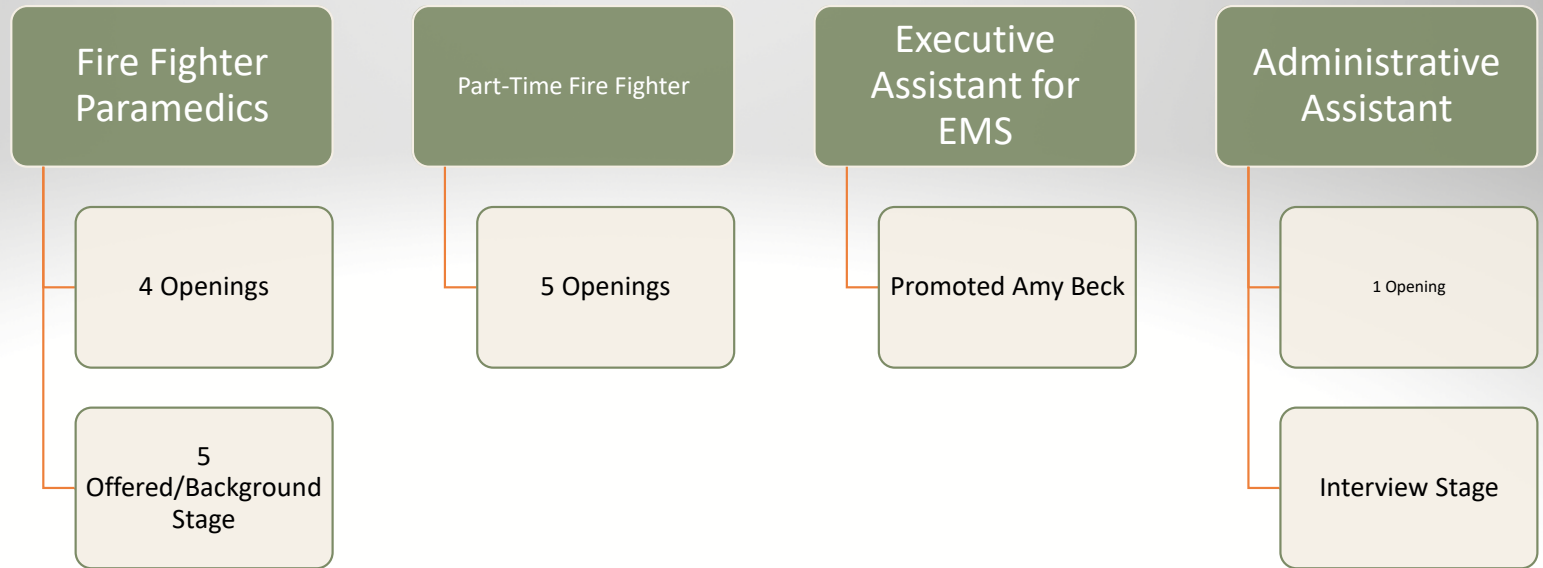 Fire Fighter
Paramedics
4 Openings
5
Offered/Background
Stage
Part-Time Fire Fighter
5 Openings
Executive
Assistant for
EMS
Promoted Amy Beck
Administrative
Assistant
1 Opening
Interview Stage